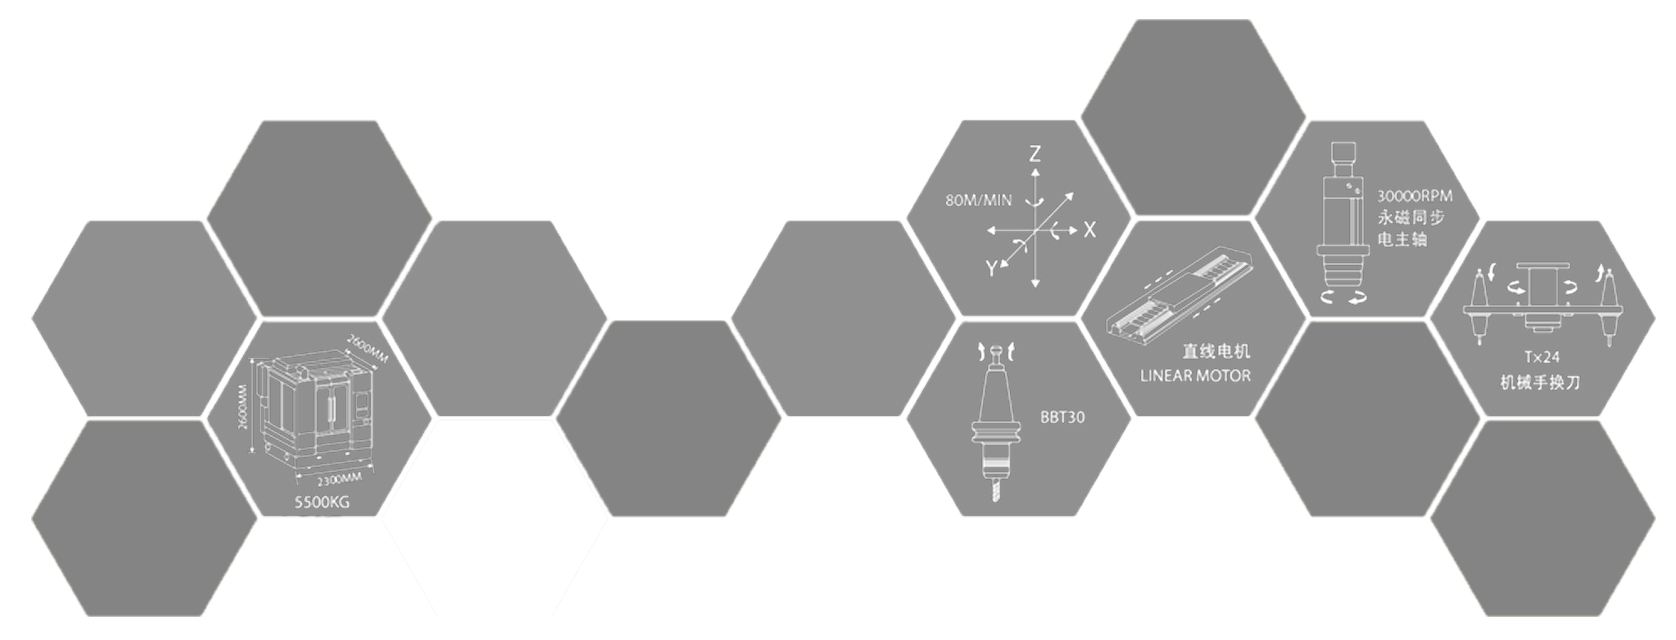 2600MM
2600MM
2300MM
5500KG
Z
80M/MIN
X
Y
BBT30
直线电机
LINEAR MOTOR
30000RPM
永磁同步
电主轴
T×24
机械手换刀